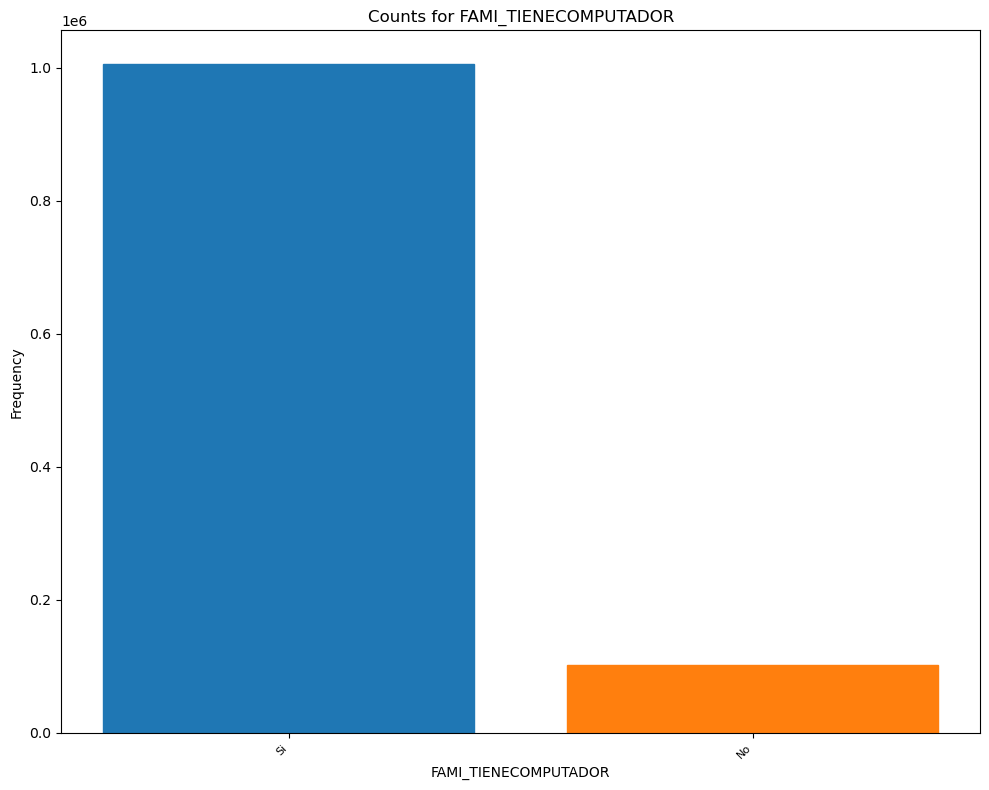 Counts for FAMI_TIENECOMPUTADOR
1e6
1.0
0.8
0.6
0.4
0.2
0.0
Frequency
Si
No
FAMI_TIENECOMPUTADOR